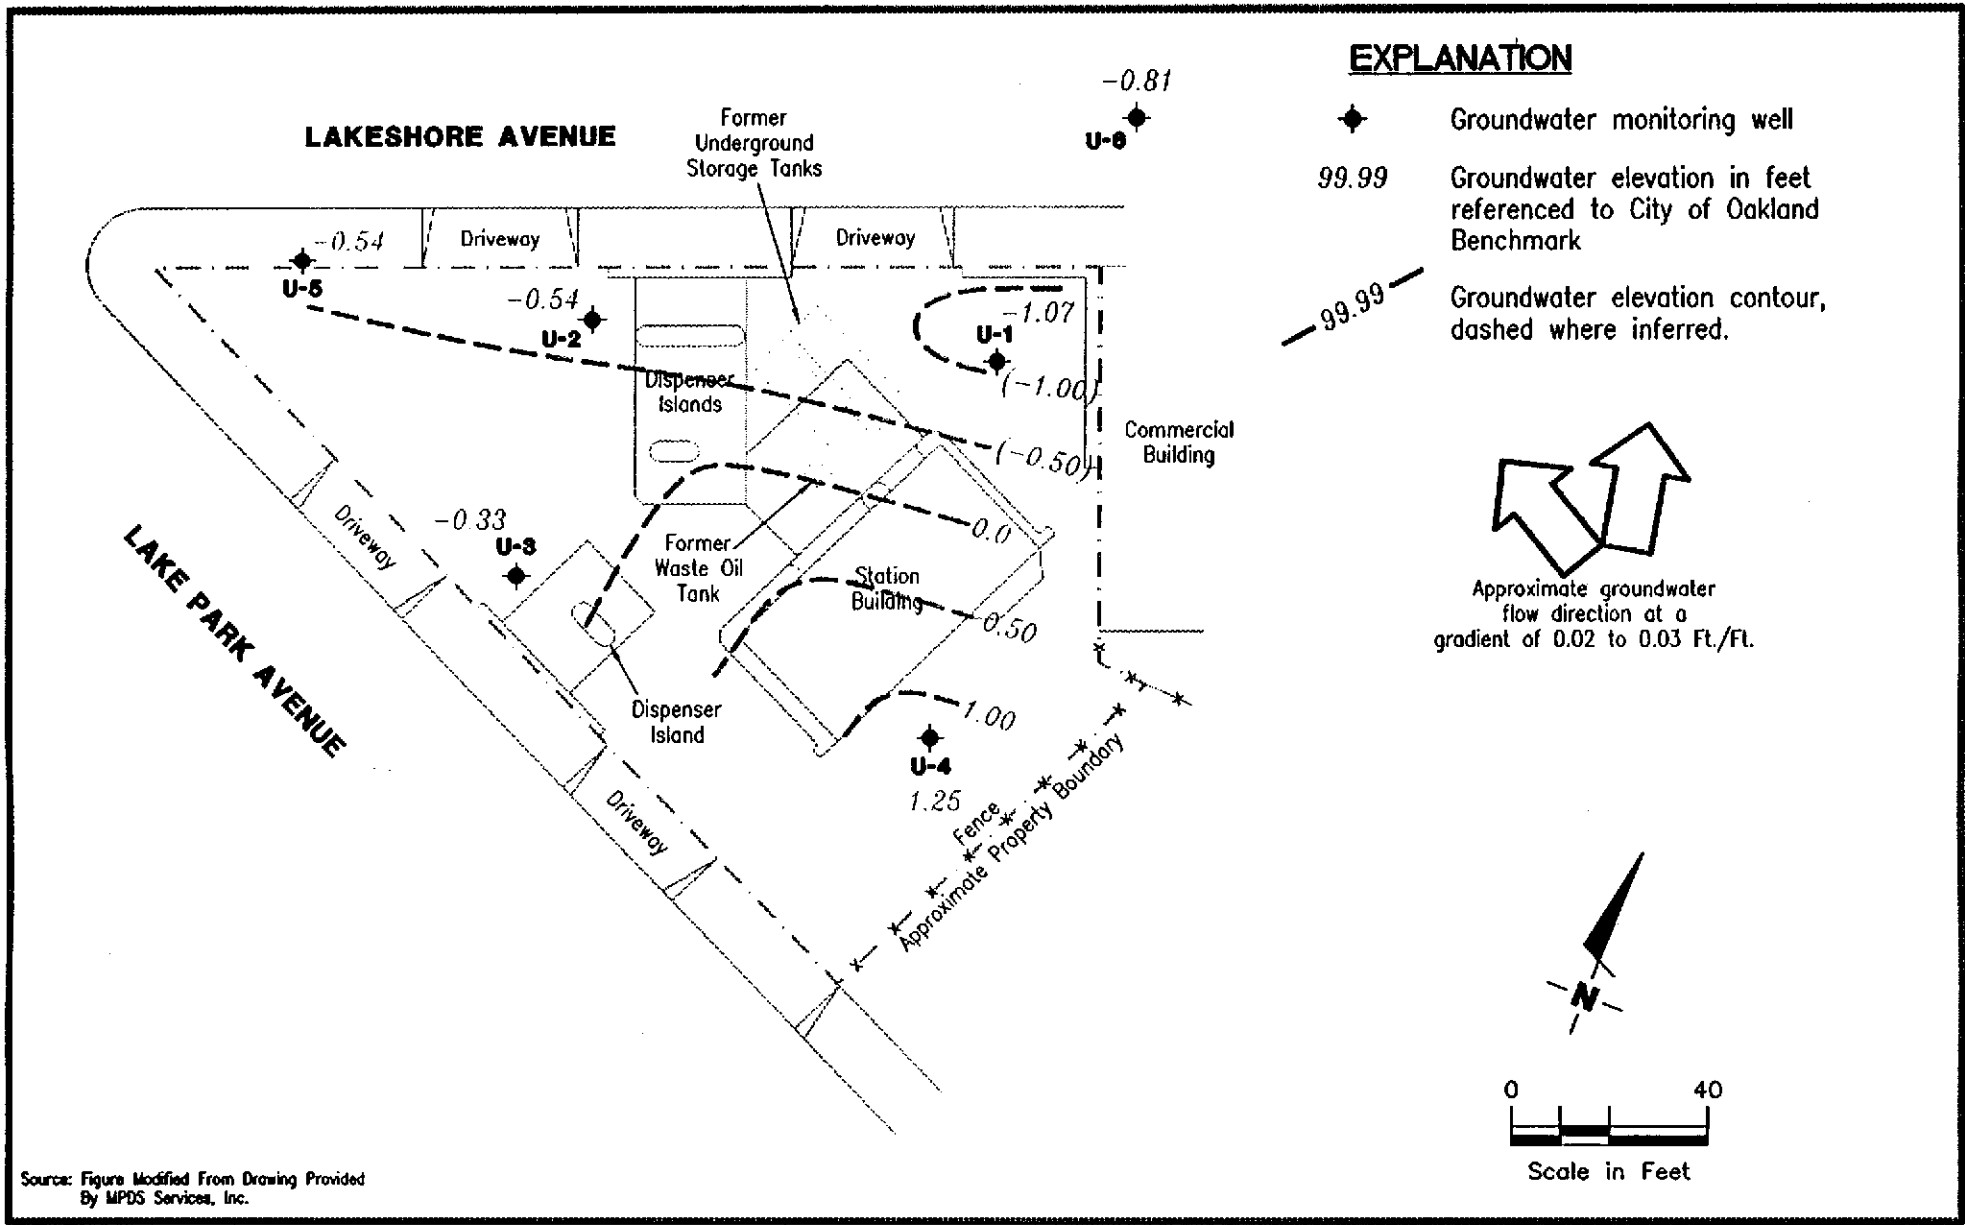 EXPLANATION
Groundwater monitoring well
99.99
Groundwater elevation in feet
referenced to City of Oakland
Benchmark
99.99
Groundwater elevation contour,
dashed where inferred.
Approximate groundwater
flow direction at a
gradient of 0.02 to 0.03 Ft./Ft.
N
0 40
Scale in Feet
LAKESHORE AVENUE
Former
Underground
Storage Tanks
-0.81
U-6
-0.54
U-5
Driveway
Driveway
-0.54
U-2
-1.07
U-1
(-1.00)
Dispenser
Islands
(-0.50)
Commercial
Building
-0.33
U-3
Driveway
0.0
Former
Waste Oil
Tank
Station
Building
0.50
LAKE PARK AVENUE
Dispenser
Island
1.00
U-4
1.25
Driveway
Fence
Approximate Property Boundary
Source: Figure Modified From Drawing Provided
By MPDS Services, Inc.